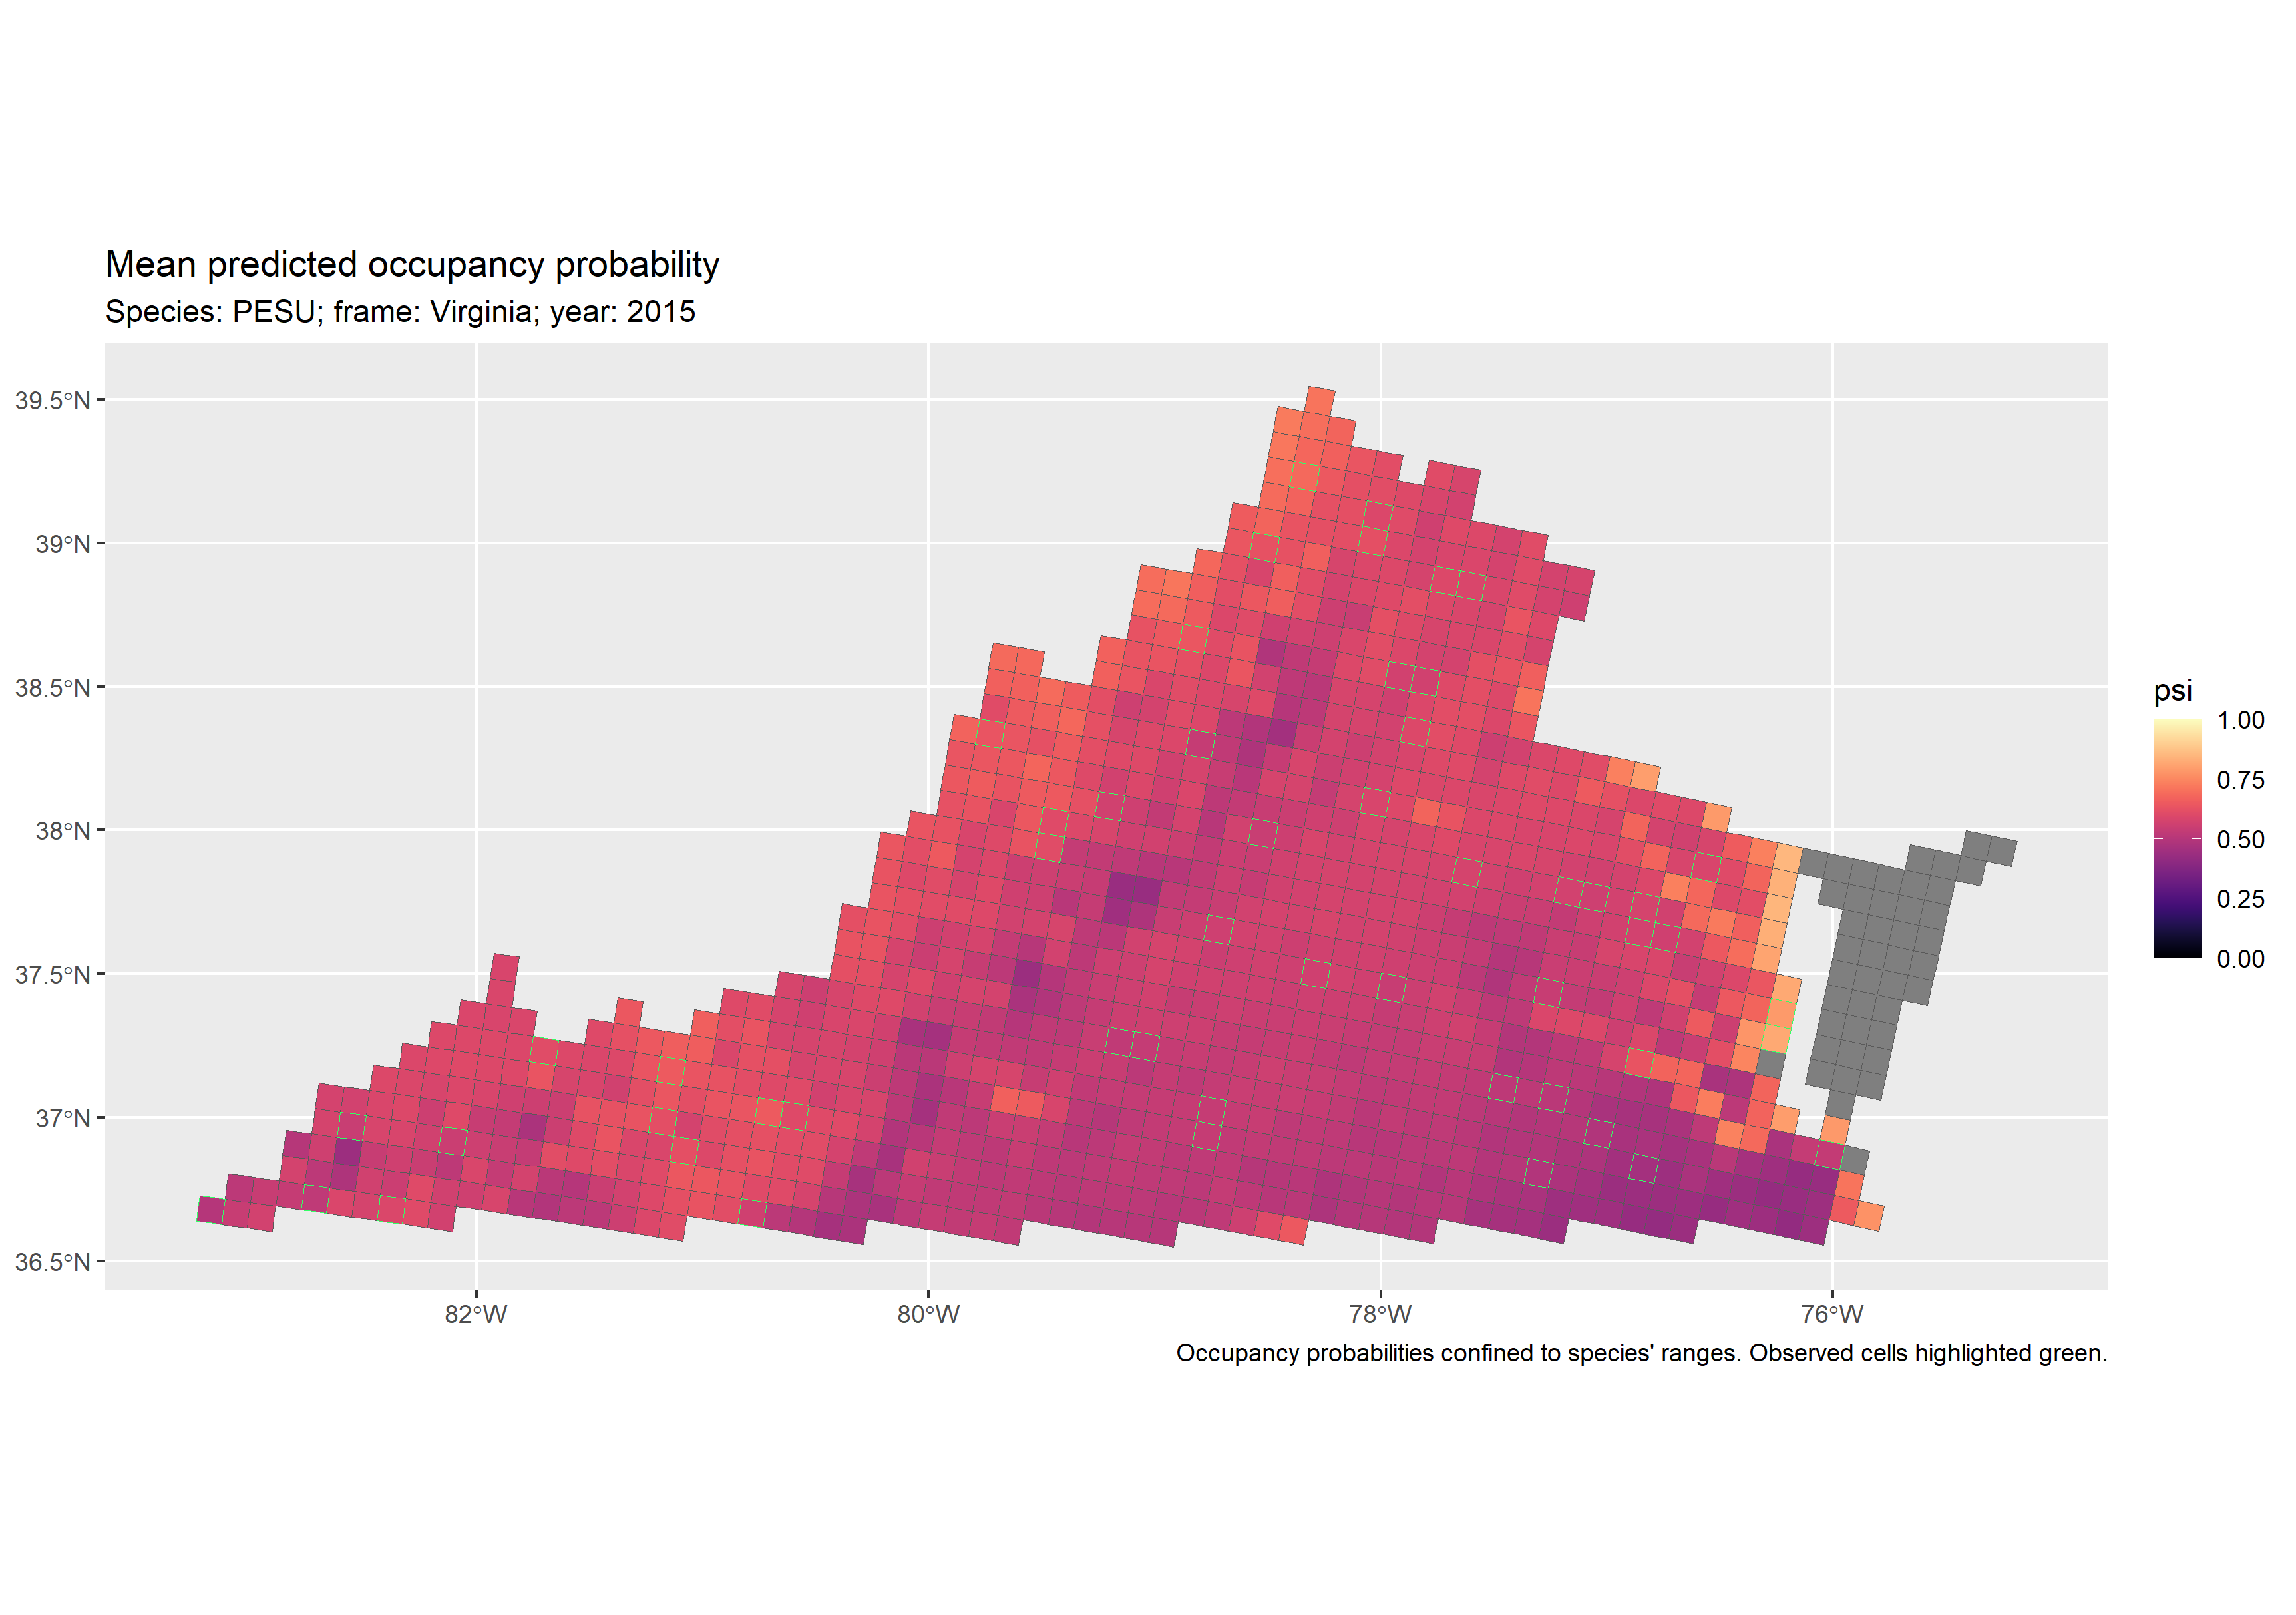 Mean predicted occupancy probability
Species: PESU; frame: Virginia; year: 2015
39.5°N
39°N
38.5°N
38°N
37.5°N
37°N
36.5°N
82°W
80°W
78°W
76°W
psi
1.00
0.75
0.50
0.25
0.00
Occupancy probabilities confined to species' ranges. Observed cells highlighted green.